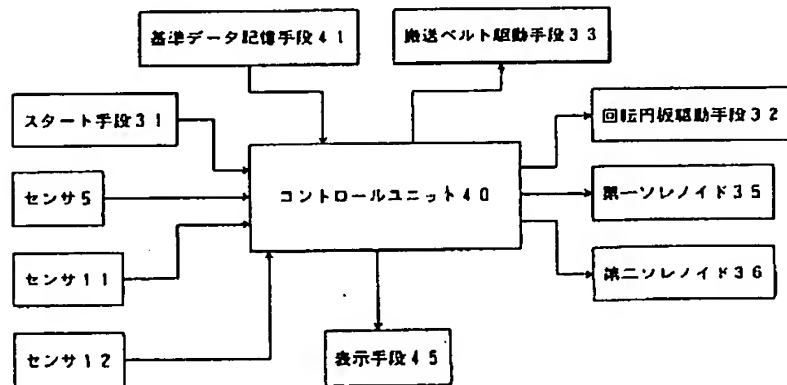 基準データ記憶手段41
搬送ベルト駆動手段33
スタート手段31
回転円板駆動手段32
センサ5
コントロールユニット40
第一ソレノイド35
センサ11
第二ソレノイド36
センサ12
表示手段45